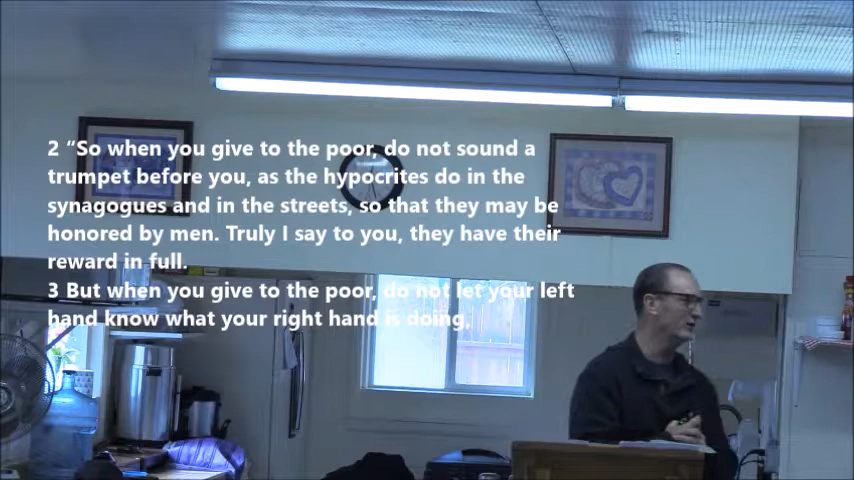 2 “So when you give to the poor, do not sound a
trumpet before you, as the hypocrites do in the
synagogues and in the streets, so that they may be
honored by men. Truly I say to you, they have their
reward in full.
3 But when you give to the poor, do not let your left
hand know what your right hand is doing,